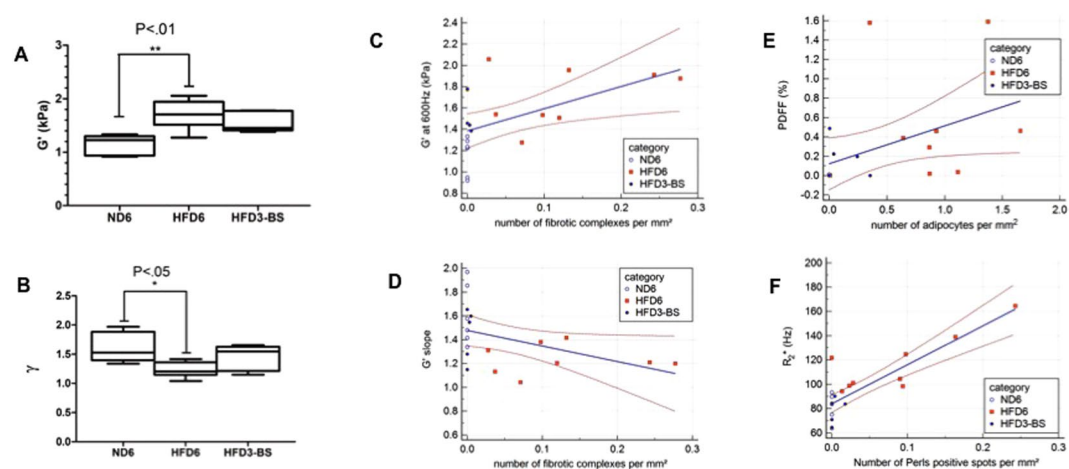 A
P<.01
**
G' (kPa)
3
2
1
0
ND6 HFD6 HFD3-BS
B
P<.05
*
γ
2.5
2.0
1.5
1.0
0.5
0.0
ND6 HFD6 HFD3-BS
C
G' at 600Hz (kPa)
2.4
2.2
2.0
1.8
1.6
1.4
1.2
1.0
0.8
category
ND6
HFD6
HFD3-BS
0.0 0.1 0.2 0.3
number of fibrotic complexes per mm²
D
G' slope
2.0
1.8
1.6
1.4
1.2
1.0
0.8
0.6
category
ND6
HFD6
HFD3-BS
0.0 0.1 0.2 0.3
Number of fibrotic complexes per mm²
E
PDFF (%)
1.6
1.4
1.2
1.0
0.8
0.6
0.4
0.2
0.0
-0.2
category
ND6
HFD6
HFD3-BS
0.0 0.5 1.0 1.5 2.0
number of adipocytes per mm²
F
R₂* (Hz)
200
180
160
140
120
100
80
60
category
ND6
HFD6
HFD3-BS
0.0 0.1 0.2 0.3
Number of Perls positive spots per mm²